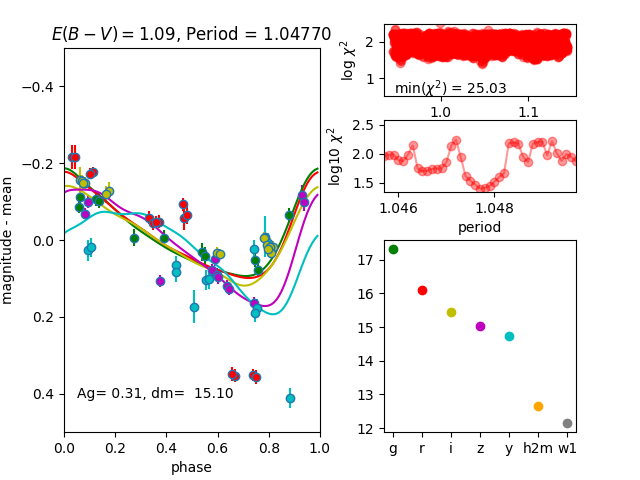 E(B − V) = 1.09, Period = 1.04770
−0.4
−0.2
0.0
0.2
0.4
magnitude - mean
Ag= 0.31, dm=  15.10
0.0 0.2 0.4 0.6 0.8 1.0
phase
2
1
log χ²
min(χ²) = 25.03
1.0 1.1
2.5
2.0
1.5
log10 χ²
1.046 1.048
period
17
16
15
14
13
12
g r i z y h2m w1